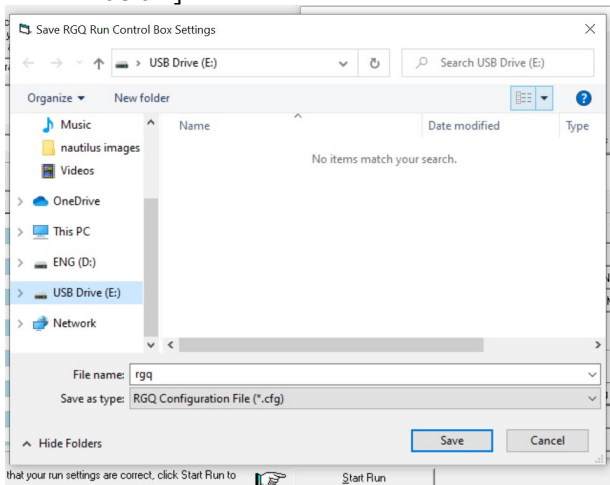 Save RGQ Run Control Box Settings
USB Drive (E:)
Search USB Drive (E:)
Organize
New folder
Music
nautilus images
Videos
OneDrive
This PC
ENG (D:)
USB Drive (E:)
Network
Name
Date modified
Type
No items match your search.
File name: rgq
Save as type: RGQ Configuration File (*.cfg)
Hide Folders
Save
Cancel
that your run settings are correct, click Start Run to
Start Run